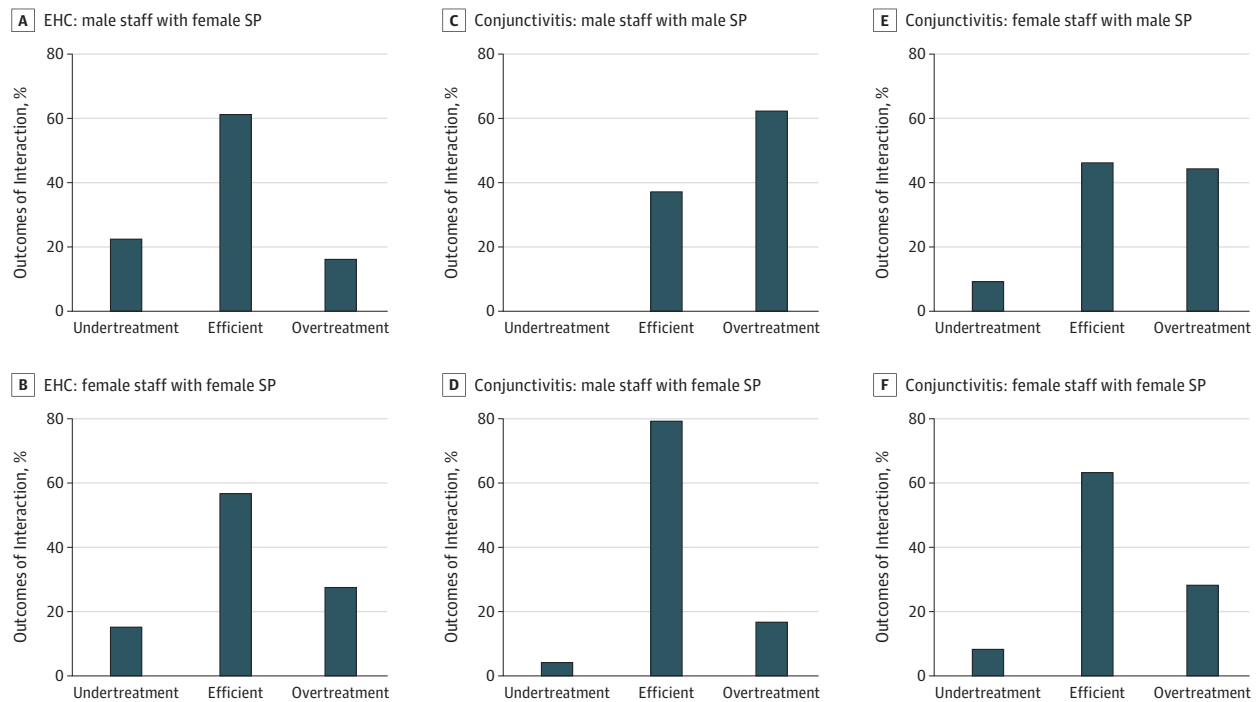 A EHC: male staff with female SP
Outcomes of Interaction, %
80
60
40
20
0
Undertreatment Efficient Overtreatment
B EHC: female staff with female SP
Outcomes of Interaction, %
80
60
40
20
0
Undertreatment Efficient Overtreatment
C Conjunctivitis: male staff with male SP
Outcomes of Interaction, %
80
60
40
20
0
Undertreatment Efficient Overtreatment
D Conjunctivitis: male staff with female SP
Outcomes of Interaction, %
80
60
40
20
0
Undertreatment Efficient Overtreatment
E Conjunctivitis: female staff with male SP
Outcomes of Interaction, %
80
60
40
20
0
Undertreatment Efficient Overtreatment
F Conjunctivitis: female staff with female SP
Outcomes of Interaction, %
80
60
40
20
0
Undertreatment Efficient Overtreatment